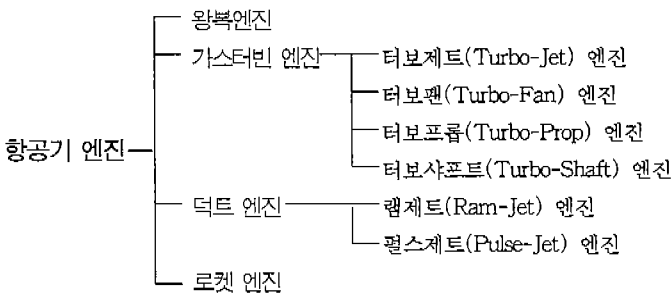 왕복엔진
가스터빈 엔진
터보제트(Turbo-Jet) 엔진
터보팬(Turbo-Fan) 엔진
터보프롭(Turbo-Prop) 엔진
터보샤프트(Turbo-Shaft) 엔진
항공기 엔진
덕트 엔진
램제트(Ram-Jet) 엔진
펄스제트(Pulse-Jet) 엔진
로켓 엔진